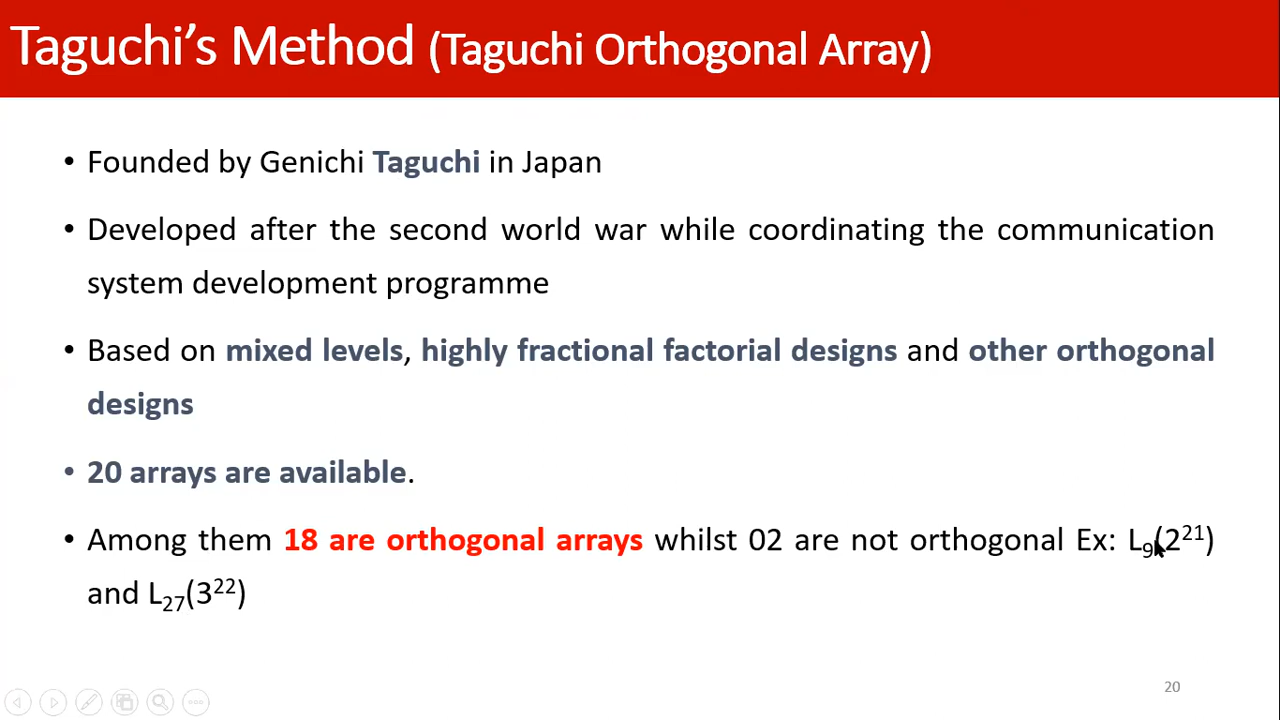 Taguchi’s Method (Taguchi Orthogonal Array)
• Founded by Genichi Taguchi in Japan
• Developed after the second world war while coordinating the communication
system development programme
• Based on mixed levels, highly fractional factorial designs and other orthogonal
designs
• 20 arrays are available.
• Among them 18 are orthogonal arrays whilst 02 are not orthogonal Ex: L₉(2²¹)
and L₂₇(3²²)
20